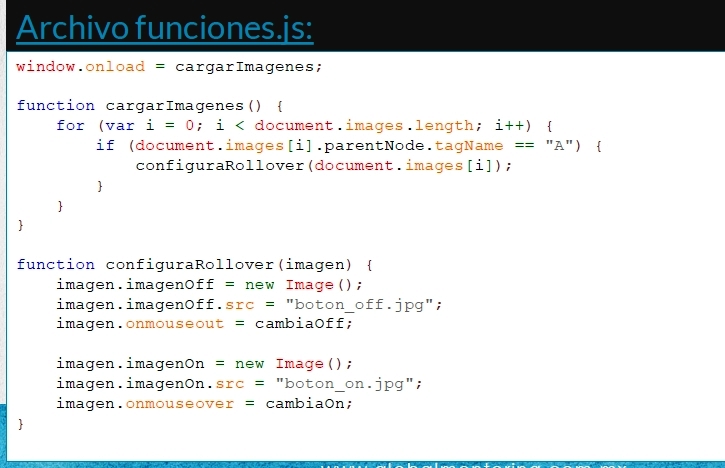 Archivo funciones.js:
window.onload = cargarImagenes;
function cargarImagenes() {
    for (var i = 0; i < document.images.length; i++) {
        if (document.images[i].parentNode.tagName == "A") {
            configuraRollover(document.images[i]);
        }
    }
}
function configuraRollover(imagen) {
    imagen.imagenOff = new Image();
    imagen.imagenOff.src = "boton_off.jpg";
    imagen.onmouseout = cambiaOff;
    imagen.imagenOn = new Image();
    imagen.imagenOn.src = "boton_on.jpg";
    imagen.onmouseover = cambiaOn;
}